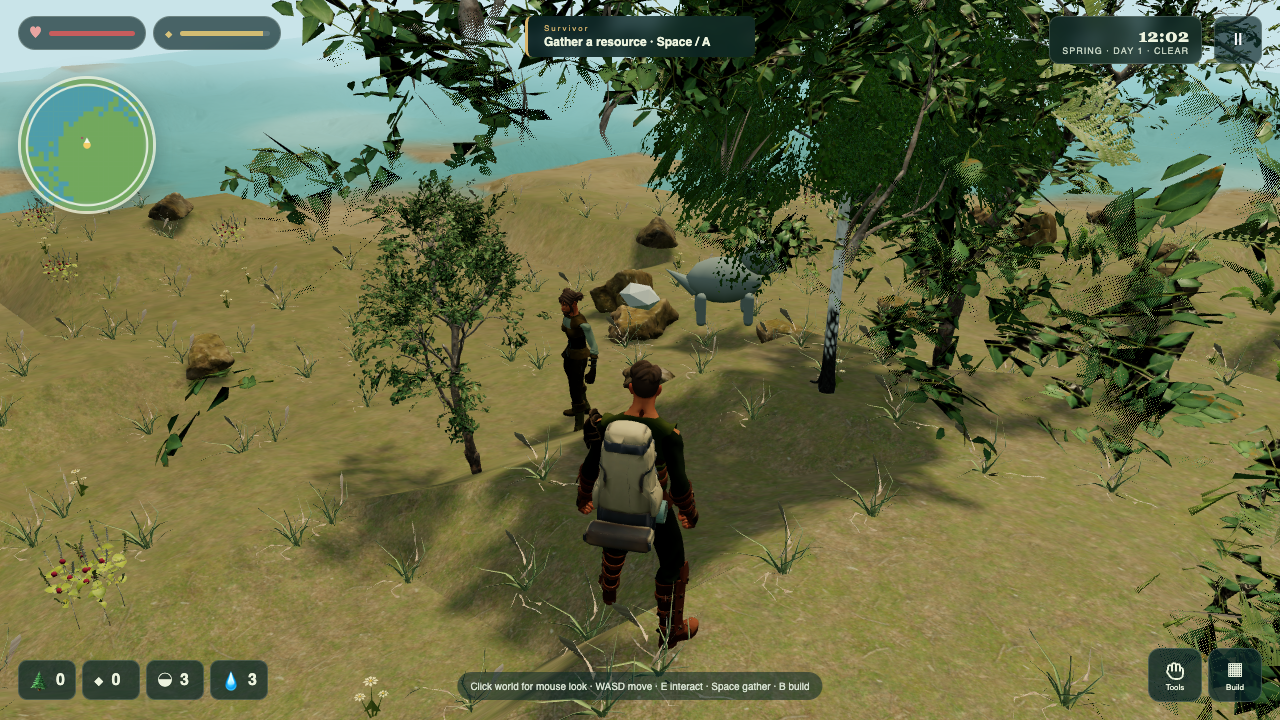 Survivor
Gather a resource · Space / A
12:02
SPRING · DAY 1 · CLEAR
0
0
3
3
Click world for mouse look · WASD move · E interact · Space gather · B build
Tools
Build